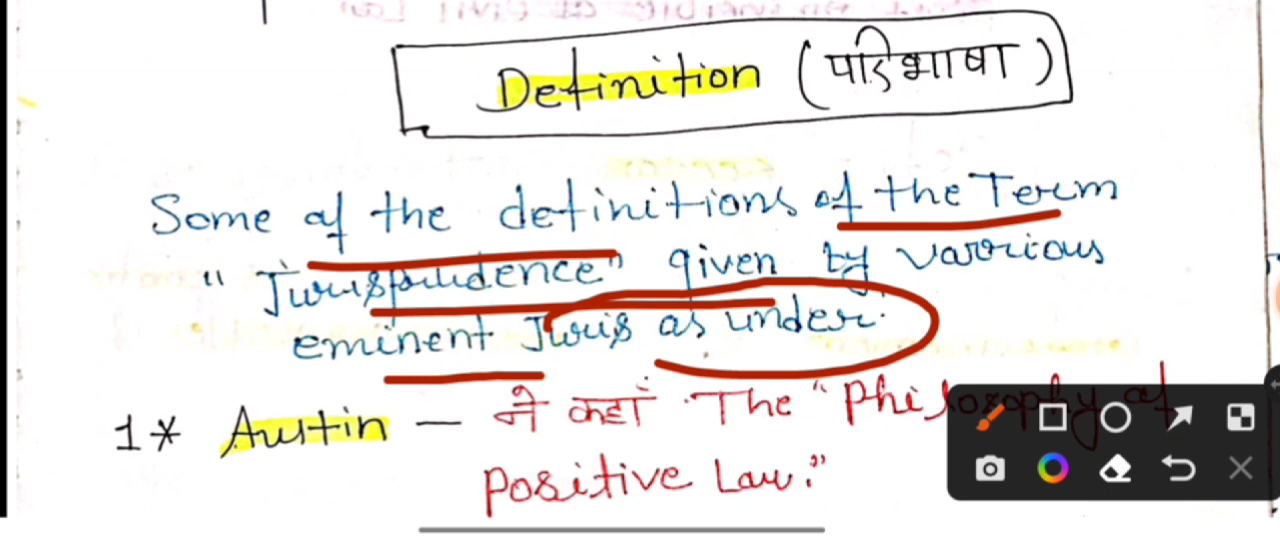 Definition (परिभाषा)
Some of the definitions of the Term
"Jurisprudence" given by varrious
eminent Juris as under.
1* Austin — ने कहाँ The "Philosophy of
Positive Law."